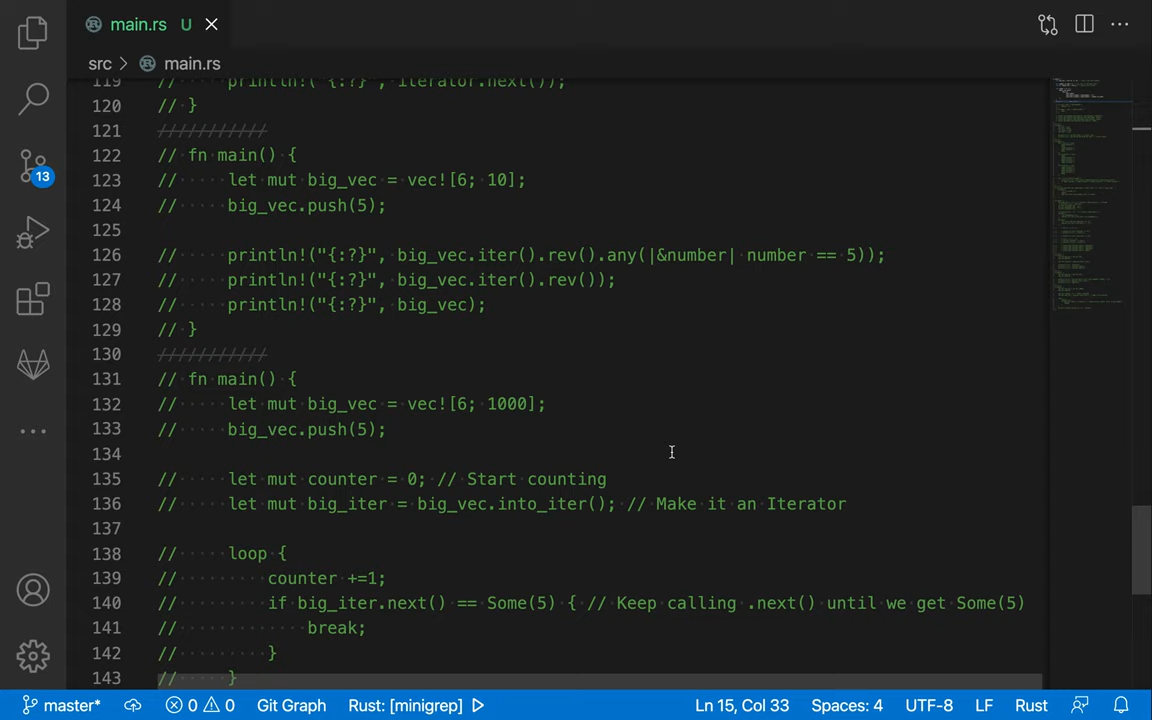 main.rs U
src > main.rs
119 // println!("{:?}", iterator.next());
120 // }
121 ///////////
122 // fn main() {
123 // let mut big_vec = vec![6; 10];
124 // big_vec.push(5);
125
126 // println!("{:?}", big_vec.iter().rev().any(|&number| number == 5));
127 // println!("{:?}", big_vec.iter().rev());
128 // println!("{:?}", big_vec);
129 // }
130 ///////////
131 // fn main() {
132 // let mut big_vec = vec![6; 1000];
133 // big_vec.push(5);
134
135 // let mut counter = 0; // Start counting
136 // let mut big_iter = big_vec.into_iter(); // Make it an Iterator
137
138 // loop {
139 // counter +=1;
140 // if big_iter.next() == Some(5) { // Keep calling .next() until we get Some(5)
141 // break;
142 // }
143 // }
13
master* 0 0 Git Graph Rust: [minigrep] Ln 15, Col 33 Spaces: 4 UTF-8 LF Rust